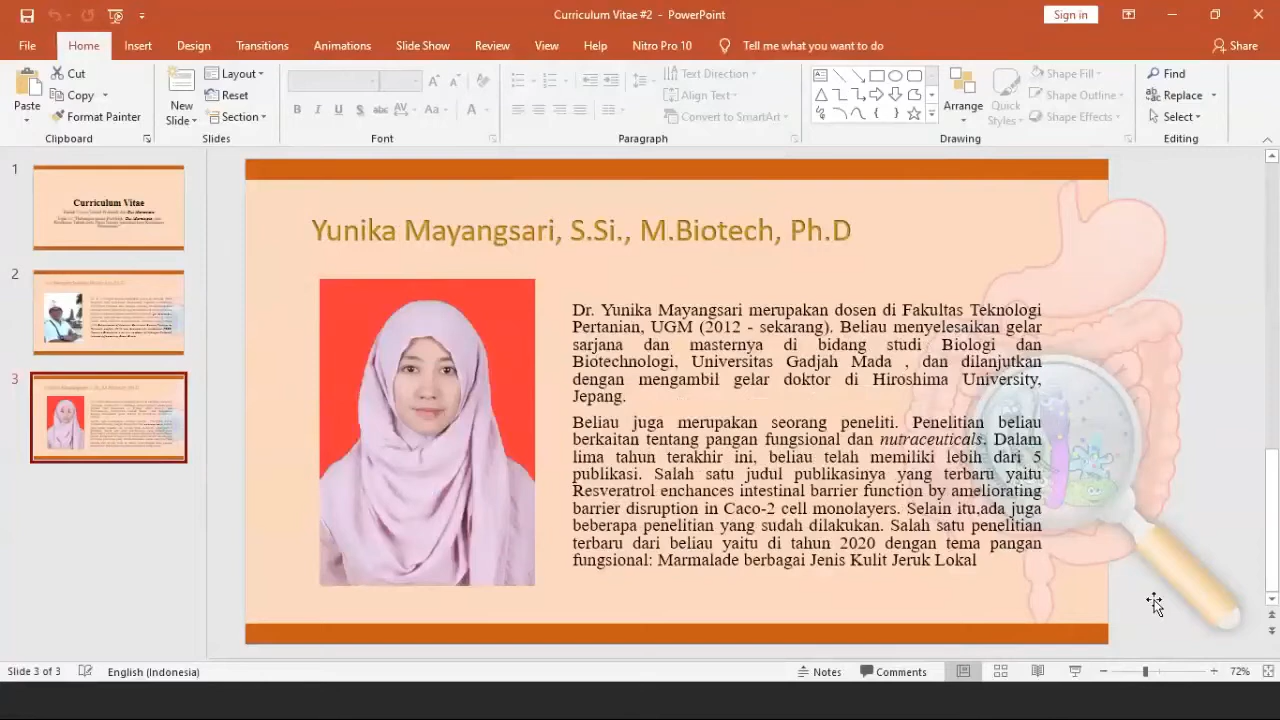 Curriculum Vitae #2 - PowerPoint
Sign in
File Home Insert Design Transitions Animations Slide Show Review View Help Nitro Pro 10 Tell me what you want to do Share
Paste
Cut
Copy
Format Painter
Clipboard
New Slide
Layout
Reset
Section
Slides
Font
Text Direction
Align Text
Convert to SmartArt
Paragraph
Arrange
Quick Styles
Shape Fill
Shape Outline
Shape Effects
Drawing
Find
Replace
Select
Editing
1
Curriculum Vitae
2
3
Yunika Mayangsari, S.Si., M.Biotech, Ph.D
Dr. Yunika Mayangsari merupakan dosen di Fakultas Teknologi
Pertanian, UGM (2012 - sekarang). Beliau menyelesaikan gelar
sarjana dan masternya di bidang studi Biologi dan
Biotechnologi, Universitas Gadjah Mada , dan dilanjutkan
dengan mengambil gelar doktor di Hiroshima University,
Jepang.
Beliau juga merupakan seorang peneliti. Penelitian beliau
berkaitan tentang pangan fungsional dan nutraceuticals. Dalam
lima tahun terakhir ini, beliau telah memiliki lebih dari 5
publikasi. Salah satu judul publikasinya yang terbaru yaitu
Resveratrol enchances intestinal barrier function by ameliorating
barrier disruption in Caco-2 cell monolayers. Selain itu,ada juga
beberapa penelitian yang sudah dilakukan. Salah satu penelitian
terbaru dari beliau yaitu di tahun 2020 dengan tema pangan
fungsional: Marmalade berbagai Jenis Kulit Jeruk Lokal
Slide 3 of 3 English (Indonesia) Notes Comments 72%